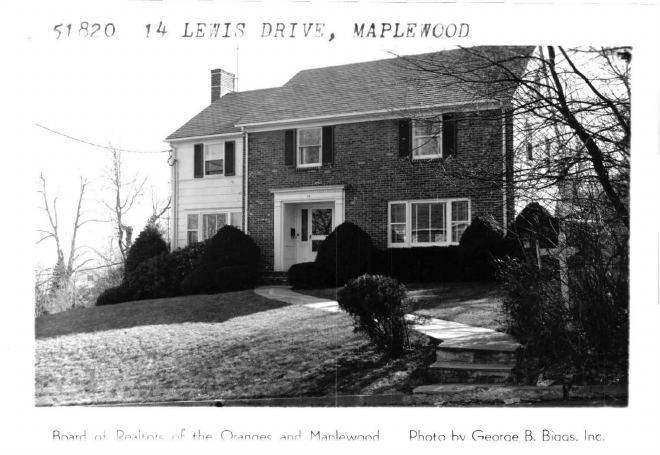 51820 14 LEWIS DRIVE, MAPLEWOOD
Board of Realtors of the Oranges and Maplewood Photo by George B. Biggs, Inc.